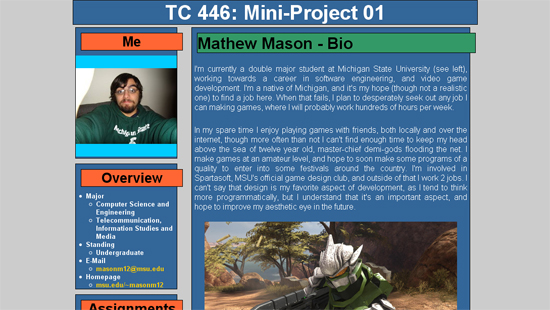 TC 446: Mini-Project 01
Me
Michigan State
Overview
Major
Computer Science and
Engineering
Telecommunication,
Information Studies and
Media
Standing
Undergraduate
E-Mail
masonm12@msu.edu
Homepage
msu.edu/~masonm12
Assignments
Mathew Mason - Bio
I'm currently a double major student at Michigan State University (see left),
working towards a career in software engineering, and video game
development. I'm a native of Michigan, and it's my hope (though not a realistic
one) to find a job here. When that fails, I plan to desperately seek out any job I
can making games, where I will probably work hundreds of hours per week.
In my spare time I enjoy playing games with friends, both locally and over the
internet, though more often than not I can't find enough time to keep my head
above the sea of twelve year old, master-chief demi-gods flooding the net. I
make games at an amateur level, and hope to soon make some programs of a
quality to enter into some festivals around the country. I'm involved in
Spartasoft, MSU's official game design club, and outside of that I work 2 jobs. I
can't say that design is my favorite aspect of development, as I tend to think
more programmatically, but I understand that it's an important aspect, and
hope to improve my aesthetic eye in the future.